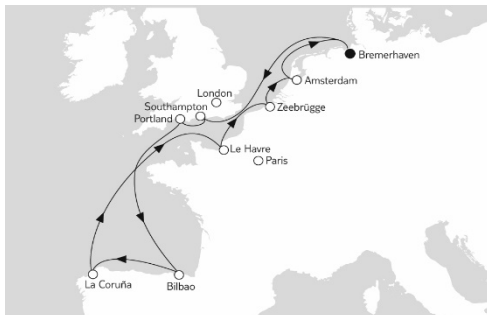 Bremerhaven
Amsterdam
London
Southampton
Zeebrügge
Portland
Le Havre
Paris
La Coruña
Bilbao